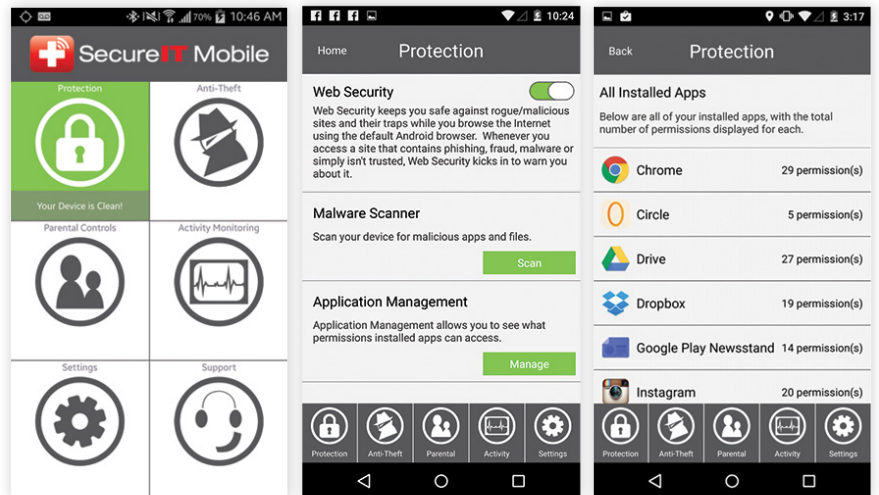 70% 10:46 AM
SecureIT Mobile
Protection
Anti-Theft
Your Device is Clean!
Parental Controls
Activity Monitoring
Settings
Support
10:24
Home
Protection
Web Security
Web Security keeps you safe against rogue/malicious
sites and their traps while you browse the Internet
using the default Android browser. Whenever you
access a site that contains phishing, fraud, malware or
simply isn't trusted, Web Security kicks in to warn you
about it.
Malware Scanner
Scan your device for malicious apps and files.
Scan
Application Management
Application Management allows you to see what
permissions installed apps can access.
Manage
Protection
Anti-Theft
Parental
Activity
Settings
3:17
Back
Protection
All Installed Apps
Below are all of your installed apps, with the total
number of permissions displayed for each.
Chrome 29 permission(s)
Circle 5 permission(s)
Drive 27 permission(s)
Dropbox 19 permission(s)
Google Play Newsstand 14 permission(s)
Instagram 20 permission(s)
Protection
Anti-Theft
Parental
Activity
Settings